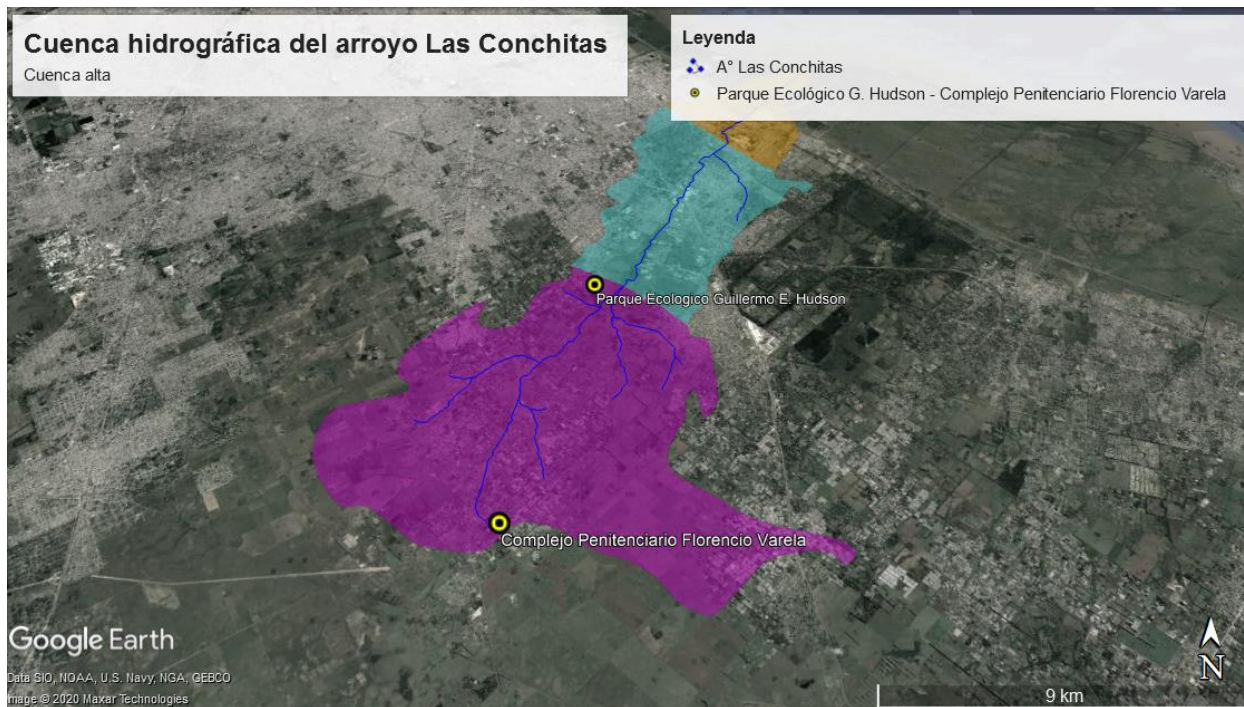 Cuenca hidrográfica del arroyo Las Conchitas
Cuenca alta
Leyenda
A° Las Conchitas
Parque Ecológico G. Hudson - Complejo Penitenciario Florencio Varela
Parque Ecologico Guillermo E. Hudson
Complejo Penitenciario Florencio Varela
Google Earth
Data SIO, NOAA, U.S. Navy, NGA, GEBCO
Image © 2020 Maxar Technologies
N
9 km